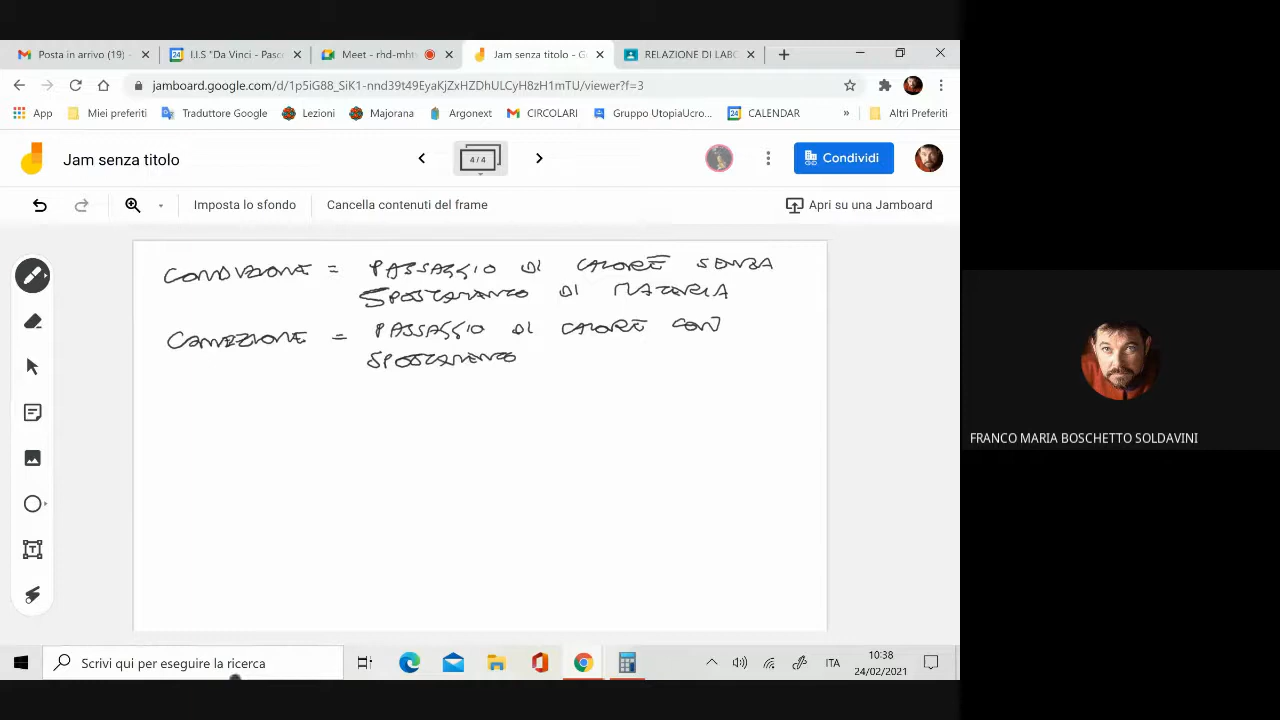 Posta in arrivo (19) -
I.I.S "Da Vinci - Pasc
Meet - rhd-mht
Jam senza titolo - G
RELAZIONE DI LABO
jamboard.google.com/d/1p5iG88_SiK1-nnd39t49EyaKjZxHZDhULCyH8zH1mTU/viewer?f=3
App
Miei preferiti
Traduttore Google
Lezioni
Majorana
Argonext
CIRCOLARI
Gruppo UtopiaUcro...
CALENDAR
»
Altri Preferiti
Jam senza titolo
4/4
Condividi
Imposta lo sfondo
Cancella contenuti del frame
Apri su una Jamboard
CONDUZIONE = PASSAGGIO DI CALORE SENZA
SPOSTAMENTO DI MATERIA
CONVEZIONE = PASSAGGIO DI CALORE CON
SPOSTAMENTO
FRANCO MARIA BOSCHETTO SOLDAVINI
Scrivi qui per eseguire la ricerca
ITA
10:38
24/02/2021